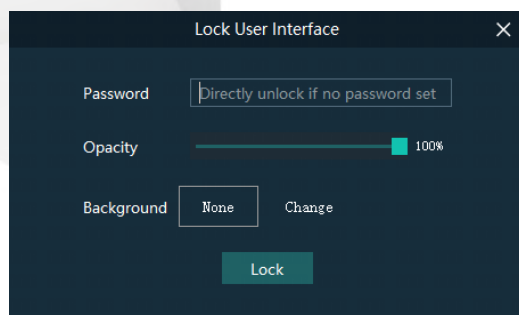 Lock User Interface
Password Directly unlock if no password set
Opacity 100%
Background None Change
Lock